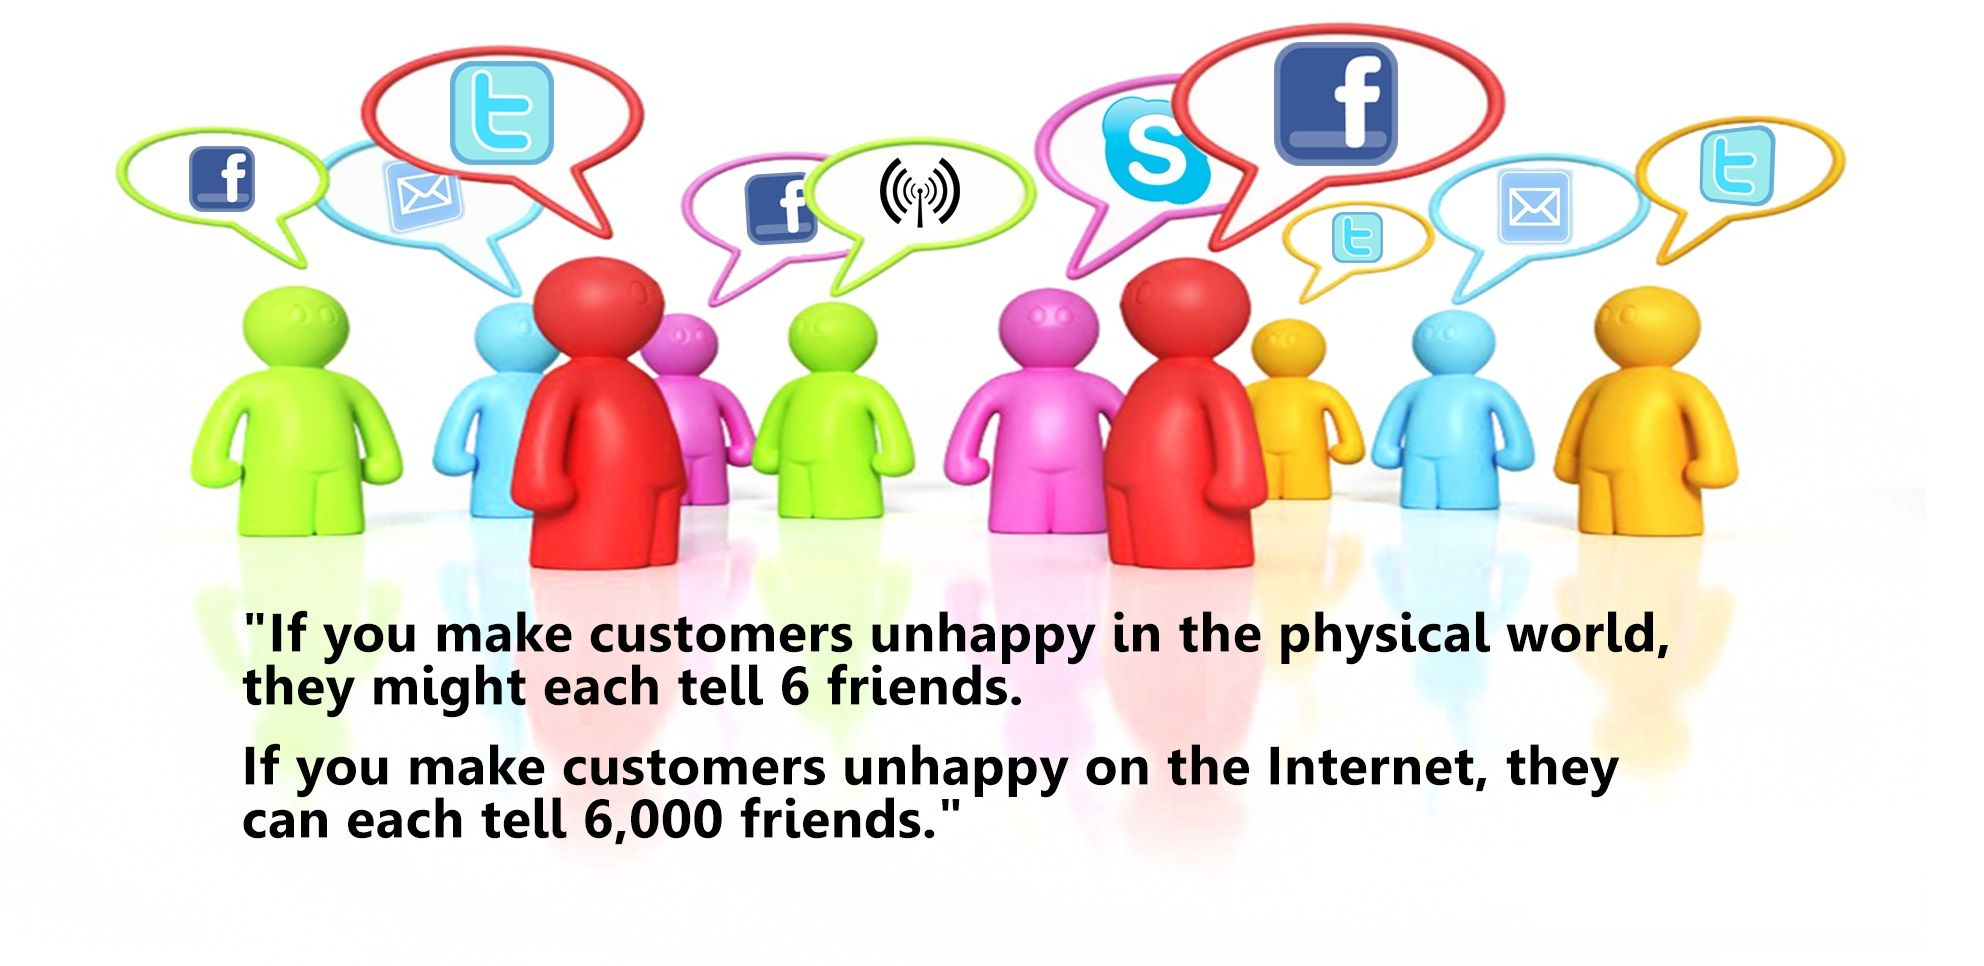 f
t
f
S
f
t
t
"If you make customers unhappy in the physical world,
they might each tell 6 friends.
If you make customers unhappy on the Internet, they
can each tell 6,000 friends."